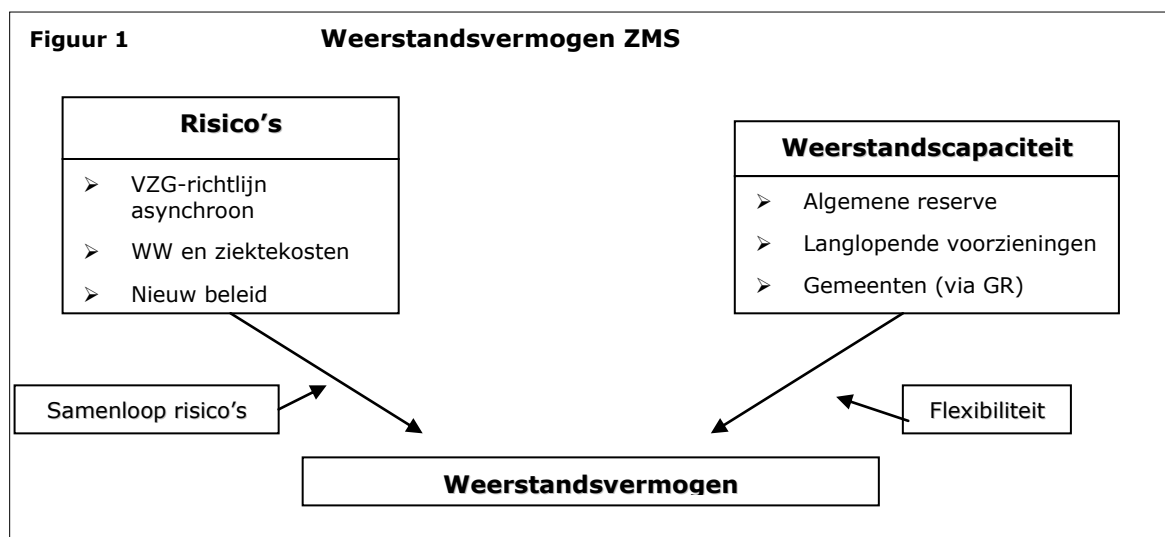 Figuur 1 Weerstandsvermogen ZMS
Risico's
➢ VZG-richtlijn
asynchroon
➢ WW en ziektekosten
➢ Nieuw beleid
Weerstandscapaciteit
➢ Algemene reserve
➢ Langlopende voorzieningen
➢ Gemeenten (via GR)
Samenloop risico's
Flexibiliteit
Weerstandsvermogen